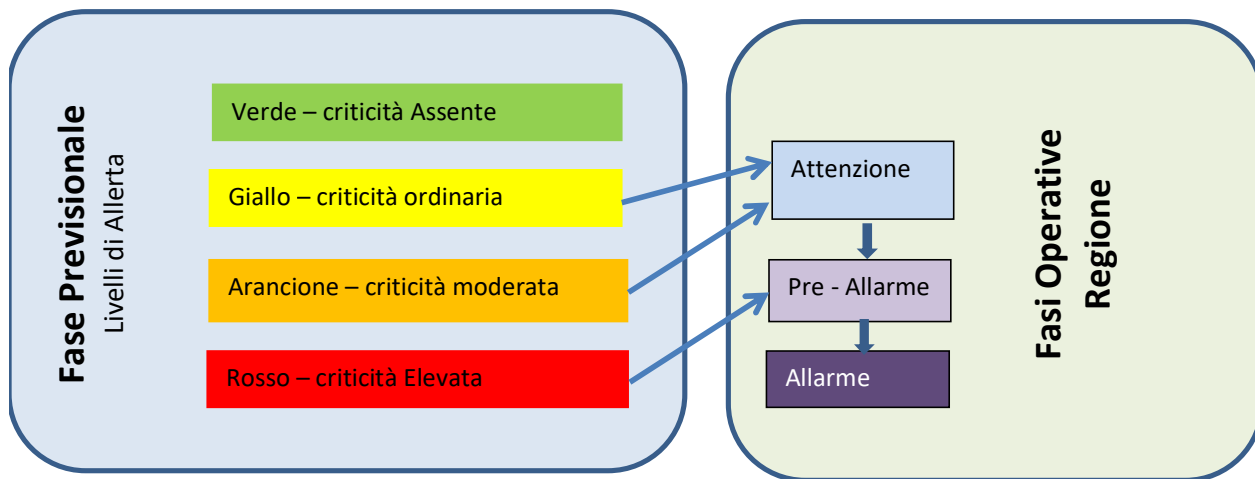 Fase Previsionale
Livelli di Allerta
Verde – criticità Assente
Giallo – criticità ordinaria
Arancione – criticità moderata
Rosso – criticità Elevata
Attenzione
Pre - Allarme
Allarme
Fasi Operative
Regione